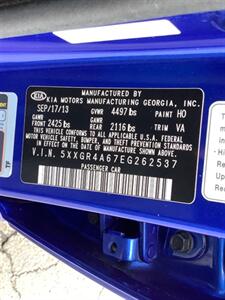 KIA
MANUFACTURED BY
KIA MOTORS MANUFACTURING GEORGIA, INC.
SEP/17/13 GVWR 4497 lbs PAINT HO
GAWR GAWR
FRONT 2425 lbs REAR 2116 lbs TRIM VA
THIS VEHICLE CONFORMS TO ALL APPLICABLE FEDERAL
MOTOR VEHICLE SAFETY, BUMPER, AND THEFT PREVENTION STANDARDS
IN EFFECT ON THE DATE OF MANUFACTURE SHOWN ABOVE.
V.I.N. 5XXGR4A67EG262537
PASSENGER CAR